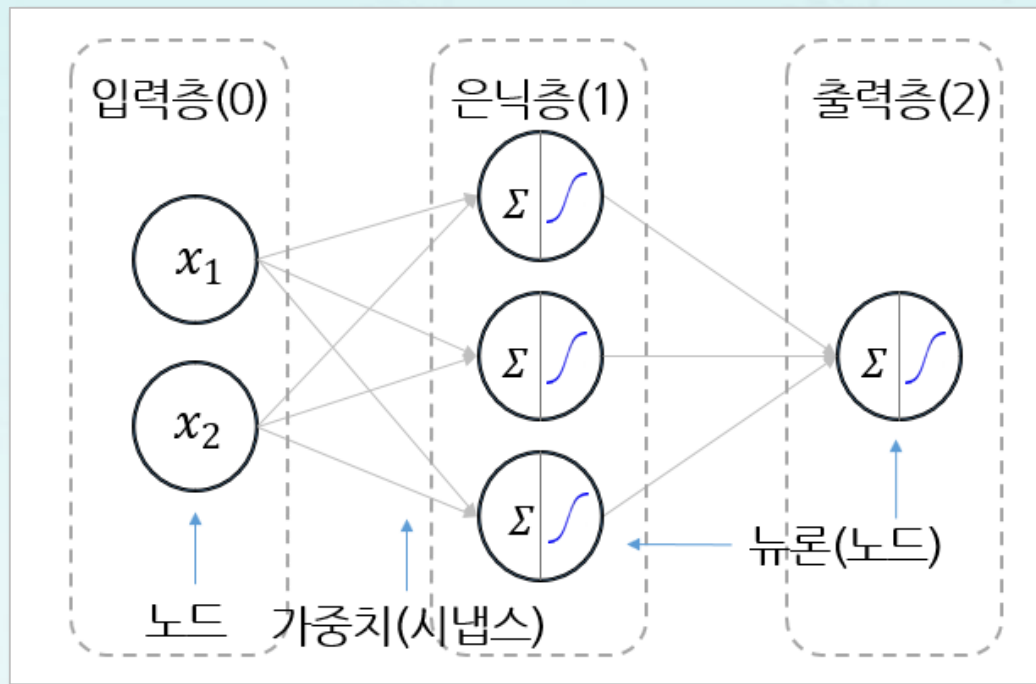 입력층(0)
은닉층(1)
출력층(2)
x₁
x₂
Σ
Σ
Σ
Σ
노드
가중치(시냅스)
뉴론(노드)